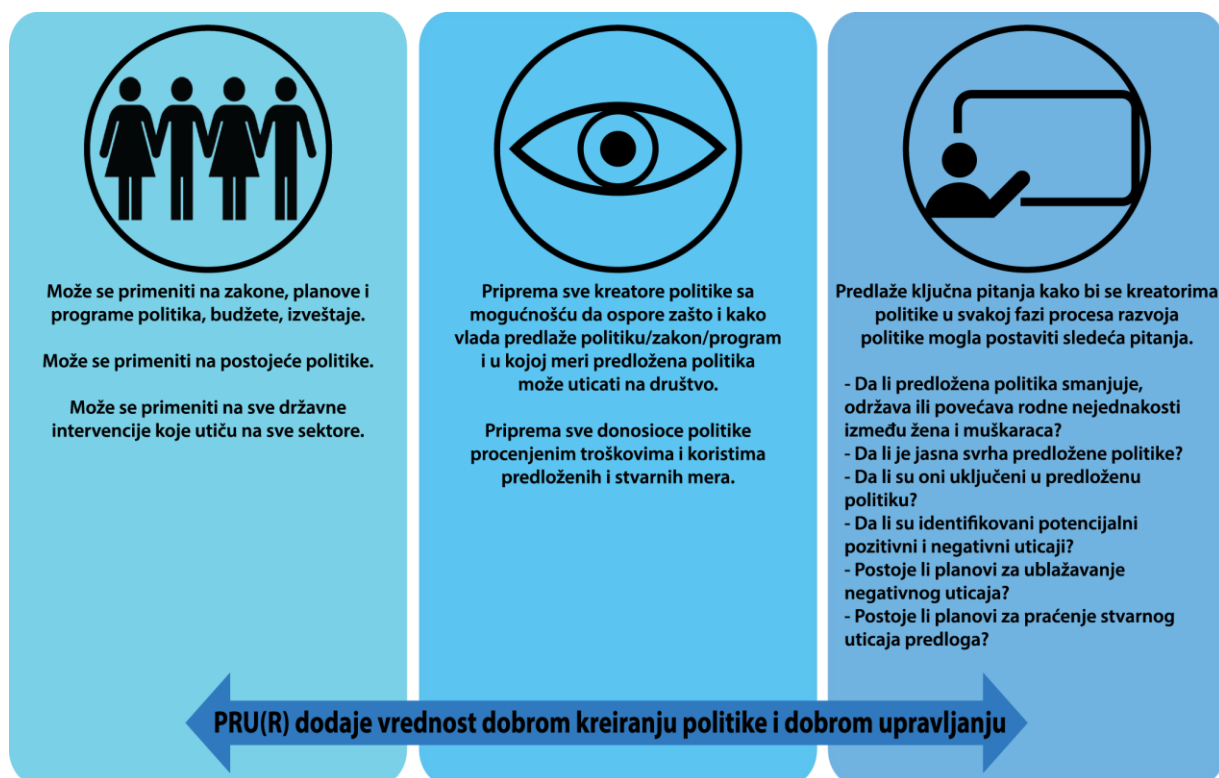 Može se primeniti na zakone, planove i
programe politika, budžete, izveštaje.
Može se primeniti na postojeće politike.
Može se primeniti na sve državne
intervencije koje utiču na sve sektore.
Priprema sve kreatore politike sa
mogućnošću da ospore zašto i kako
vlada predlaže politiku/zakon/program
i u kojoj meri predložena politika
može uticati na društvo.
Priprema sve donosioce politike
procenjenim troškovima i koristima
predloženih i stvarnih mera.
Predlaže ključna pitanja kako bi se kreatorima
politike u svakoj fazi procesa razvoja
politike mogla postaviti sledeća pitanja.
- Da li predložena politika smanjuje,
održava ili povećava rodne nejednakosti
između žena i muškaraca?
- Da li je jasna svrha predložene politike?
- Da li su oni uključeni u predloženu
politiku?
- Da li su identifikovani potencijalni
pozitivni i negativni uticaji?
- Postoje li planovi za ublažavanje
negativnog uticaja?
- Postoje li planovi za praćenje stvarnog
uticaja predloga?
PRU(R) dodaje vrednost dobrom kreiranju politike i dobrom upravljanju